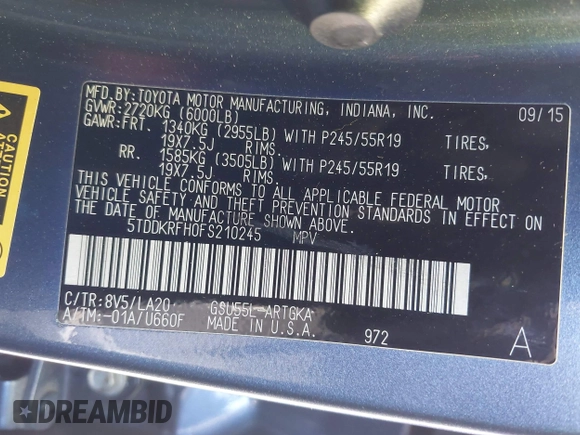 MFD.BY:TOYOTA MOTOR MANUFACTURING, INDIANA, INC. 09/15
GVWR:2720KG (6000LB)
GAWR:FRT. 1340KG (2955LB) WITH P245/55R19 TIRES,
19X7.5J RIMS.
RR. 1585KG (3505LB) WITH P245/55R19 TIRES,
19X7.5J RIMS.
THIS VEHICLE CONFORMS TO ALL APPLICABLE FEDERAL MOTOR
VEHICLE SAFETY AND THEFT PREVENTION STANDARDS IN EFFECT ON
THE DATE OF MANUFACTURE SHOWN ABOVE.
5TDDKRFH0FS210245 MPV
C/TR:8V5/LA20 GSU55L-ARTGKA
A/TM:-01A/U660F MADE IN U.S.A. 972 A
CAUTION
DREAMBID